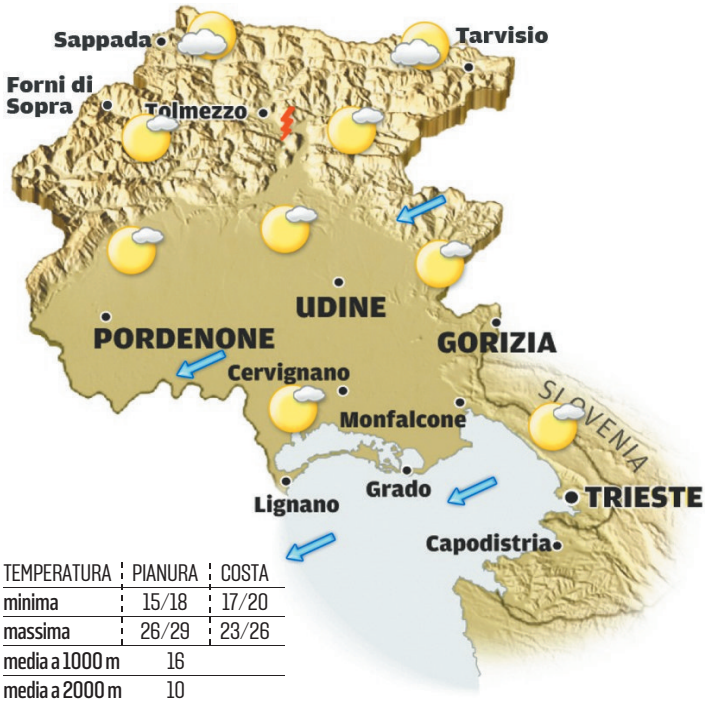 Sappada
Tarvisio
Forni di
Sopra
Tolmezzo
UDINE
PORDENONE
GORIZIA
Cervignano
SLOVENIA
Monfalcone
Grado
Lignano
TRIESTE
Capodistria
TEMPERATURA PIANURA COSTA
minima 15/18 17/20
massima 26/29 23/26
media a 1000 m 16
media a 2000 m 10